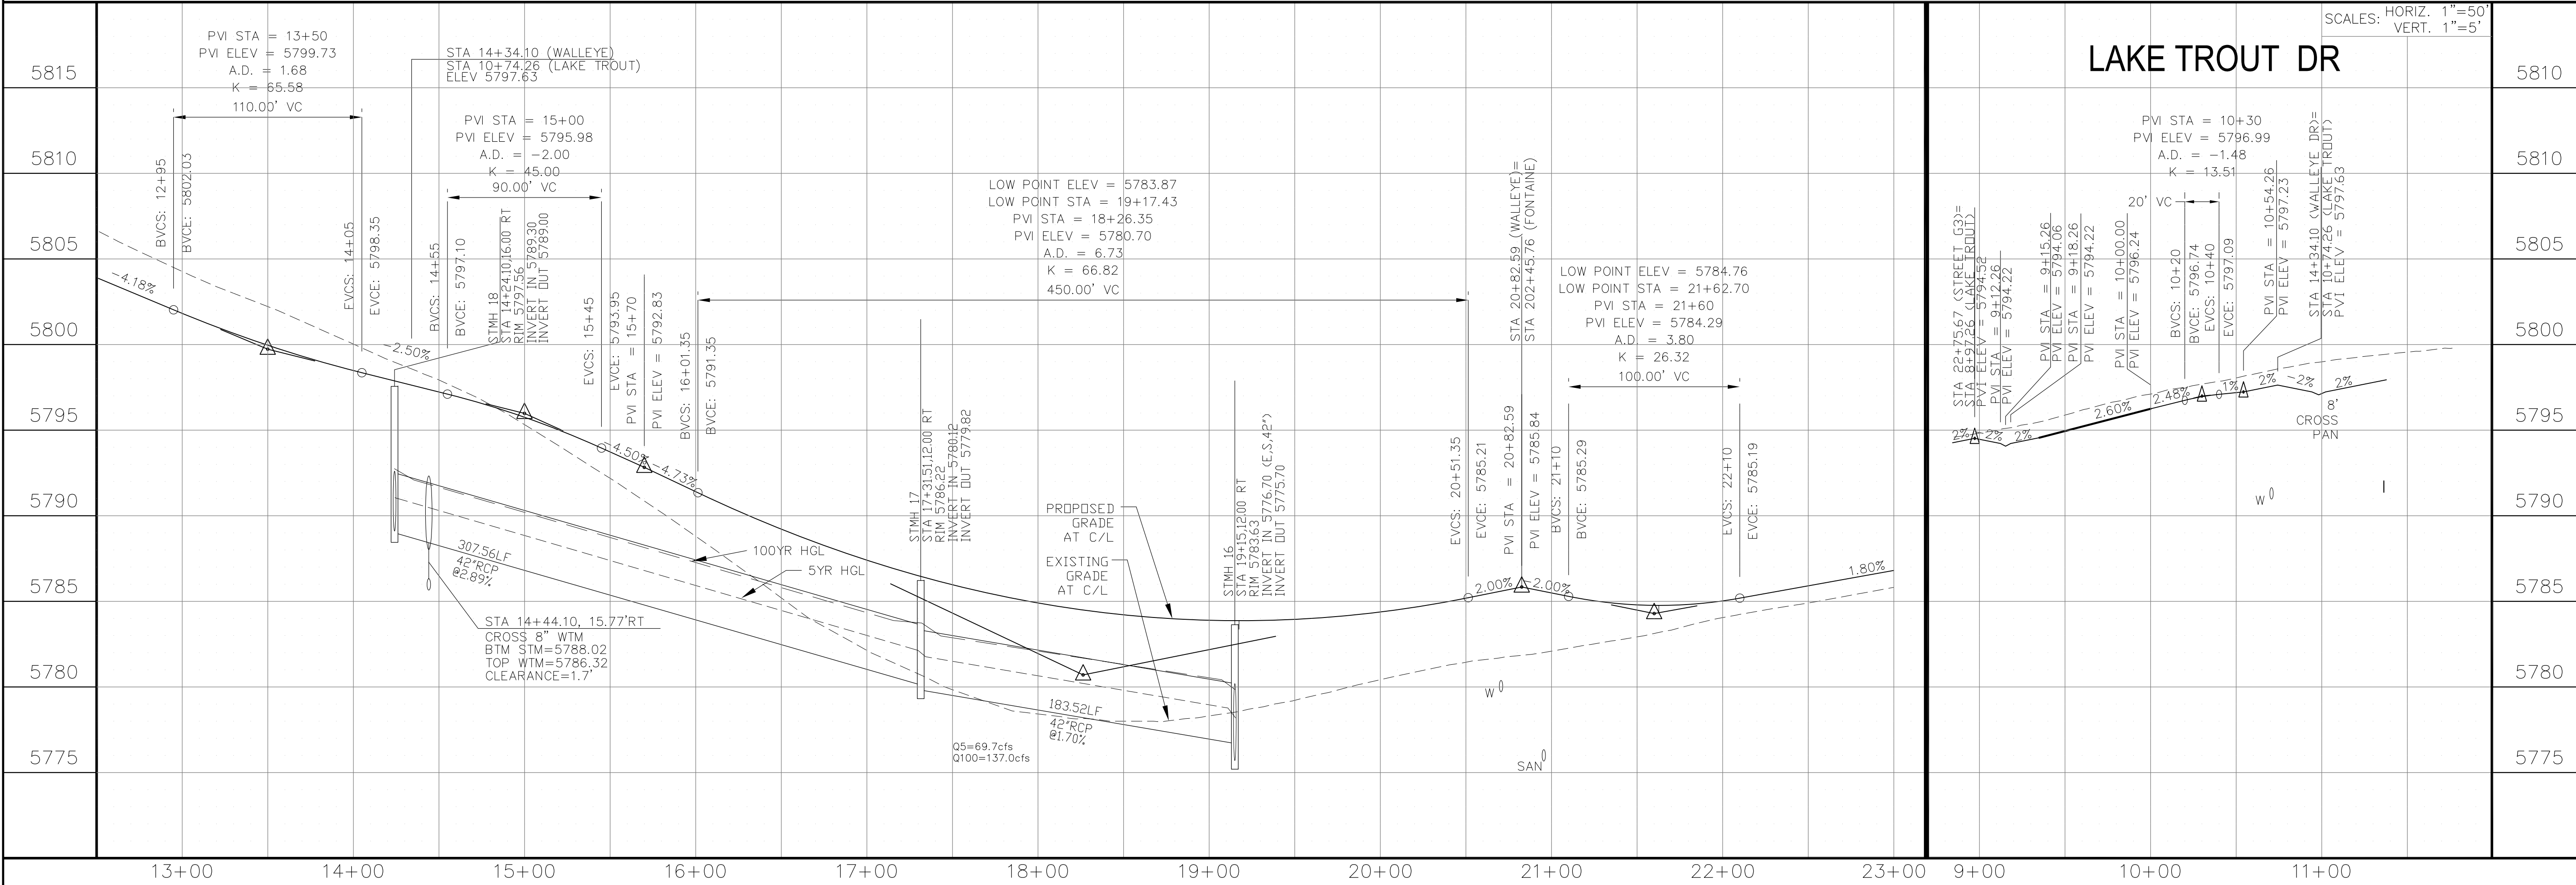 SCALES: HORIZ. 1"=50'
VERT. 1"=5'
LAKE TROUT DR
5815
5810
5805
5800
5795
5790
5785
5780
5775
PVI STA = 13+50
PVI ELEV = 5799.73
A.D. = 1.68
K = 65.58
110.00' VC
BVCS: 12+95
BVCE: 5802.03
EVCS: 14+05
EVCE: 5798.35
-4.18%
STA 14+34.10 (WALLEYE)
STA 10+74.26 (LAKE TROUT)
ELEV 5797.63
-2.50%
PVI STA = 15+00
PVI ELEV = 5795.98
A.D. = -2.00
K = 45.00
90.00' VC
BVCS: 14+55
BVCE: 5797.10
STMH 18
STA 14+24.10,16.00 RT
RIM 5797.56
INVERT IN 5789.30
INVERT OUT 5789.00
EVCS: 15+45
EVCE: 5793.95
-4.50%
PVI STA = 15+70
PVI ELEV = 5792.83
-4.73%
BVCS: 16+01.35
BVCE: 5791.35
LOW POINT ELEV = 5783.87
LOW POINT STA = 19+17.43
PVI STA = 18+26.35
PVI ELEV = 5780.70
A.D. = 6.73
K = 66.82
450.00' VC
307.56LF
42"RCP
@2.89%
100YR HGL
5YR HGL
STA 14+44.10, 15.77'RT
CROSS 8" WTM
BTM STM=5788.02
TOP WTM=5786.32
CLEARANCE=1.7'
STMH 17
STA 17+31.51,12.00 RT
RIM 5786.22
INVERT IN 5780.12
INVERT OUT 5779.82
PROPOSED
GRADE
AT C/L
EXISTING
GRADE
AT C/L
183.52LF
42"RCP
@1.70%
Q5=69.7cfs
Q100=137.0cfs
STMH 16
STA 19+15,12.00 RT
RIM 5783.63
INVERT IN 5776.70 (E,S,42")
INVERT OUT 5775.70
EVCS: 20+51.35
EVCE: 5785.21
2.00%
STA 20+82.59 (WALLEYE)=
STA 202+45.76 (FONTAINE)
PVI STA = 20+82.59
PVI ELEV = 5785.84
-2.00%
BVCS: 21+10
BVCE: 5785.29
LOW POINT ELEV = 5784.76
LOW POINT STA = 21+62.70
PVI STA = 21+60
PVI ELEV = 5784.29
A.D. = 3.80
K = 26.32
100.00' VC
EVCS: 22+10
EVCE: 5785.19
1.80%
W
SAN
STA 22+75.67 (STREET G3)=
STA 8+97.26 (LAKE TROUT)
PVI ELEV = 5794.52
PVI STA = 9+12.26
PVI ELEV = 5794.22
PVI STA = 9+15.26
PVI ELEV = 5794.06
PVI STA = 9+18.26
PVI ELEV = 5794.22
PVI STA = 10+00.00
PVI ELEV = 5796.24
PVI STA = 10+30
PVI ELEV = 5796.99
A.D. = -1.48
K = 13.51
20' VC
BVCS: 10+20
BVCE: 5796.74
EVCS: 10+40
EVCE: 5797.09
PVI STA = 10+54.26
PVI ELEV = 5797.23
STA 14+34.10 (WALLEYE DR)=
STA 10+74.26 (LAKE TROUT)
PVI ELEV = 5797.63
2%
-2%
2%
2.60%
2.48%
1%
2%
-2%
2%
8'
CROSS
PAN
W
5810
5810
5805
5800
5795
5790
5785
5780
5775
13+00
14+00
15+00
16+00
17+00
18+00
19+00
20+00
21+00
22+00
23+00
9+00
10+00
11+00